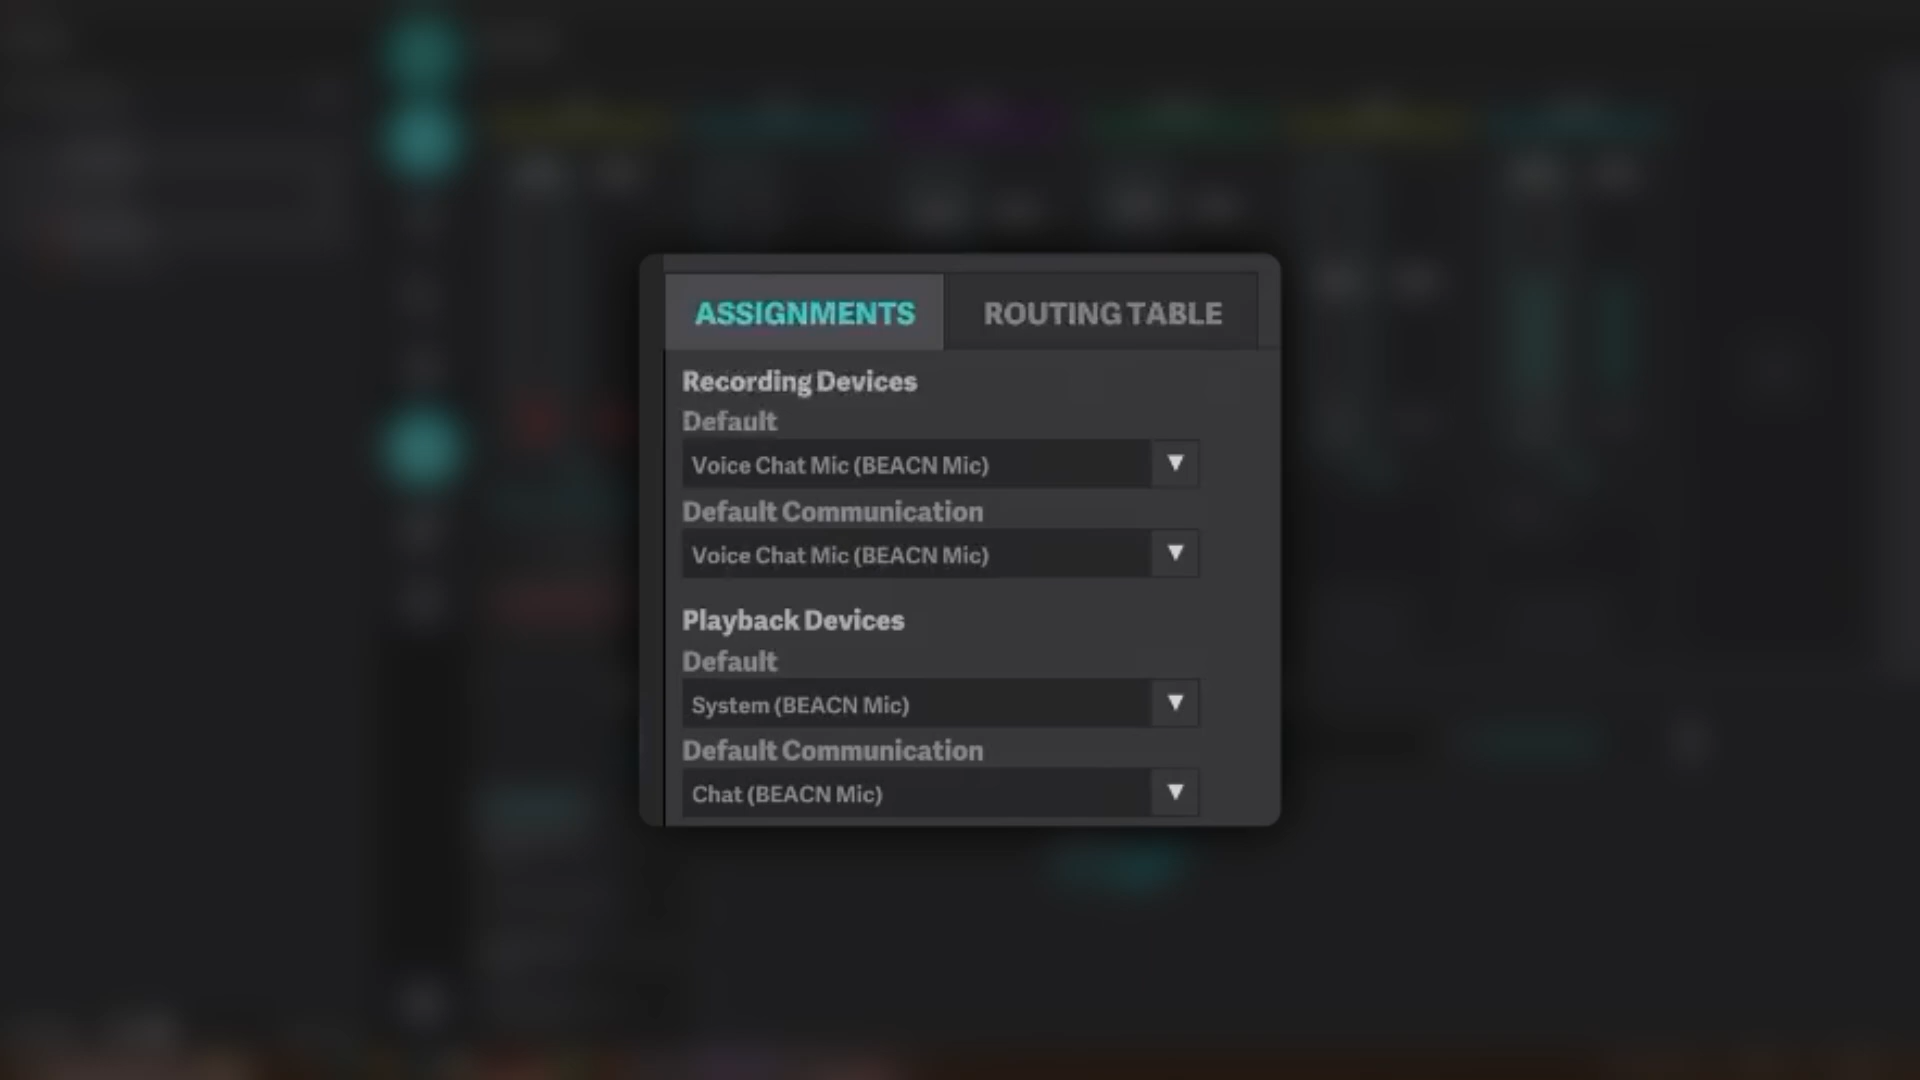 ASSIGNMENTS ROUTING TABLE
Recording Devices
Default
Voice Chat Mic (BEACN Mic)
Default Communication
Voice Chat Mic (BEACN Mic)
Playback Devices
Default
System (BEACN Mic)
Default Communication
Chat (BEACN Mic)